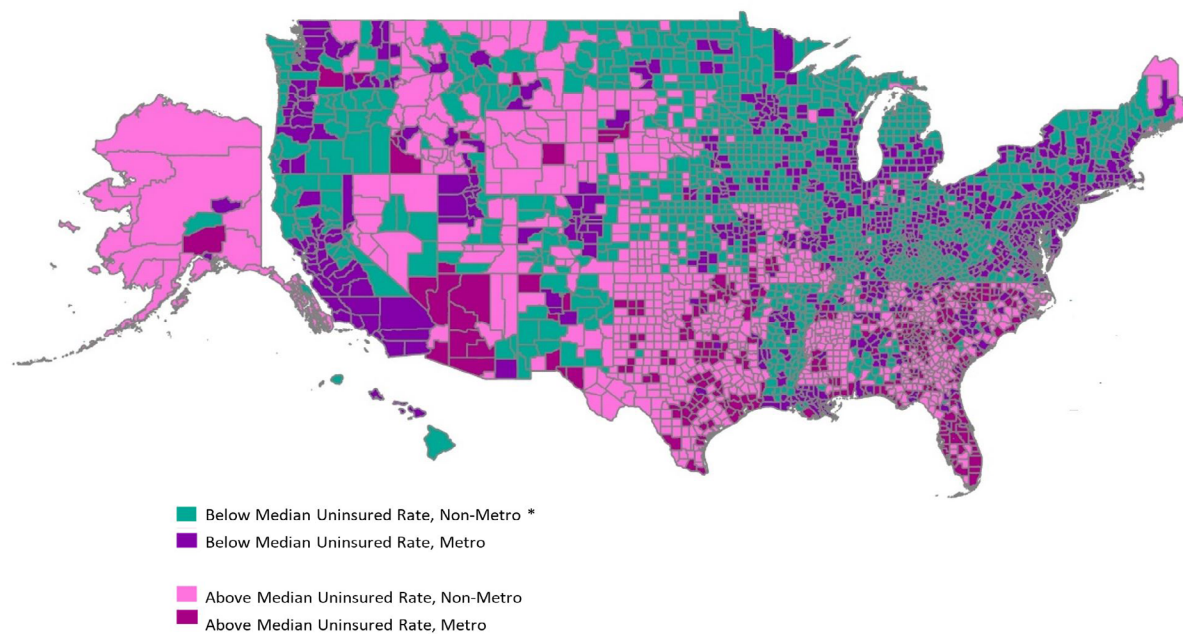 Below Median Uninsured Rate, Non-Metro *
Below Median Uninsured Rate, Metro
Above Median Uninsured Rate, Non-Metro
Above Median Uninsured Rate, Metro